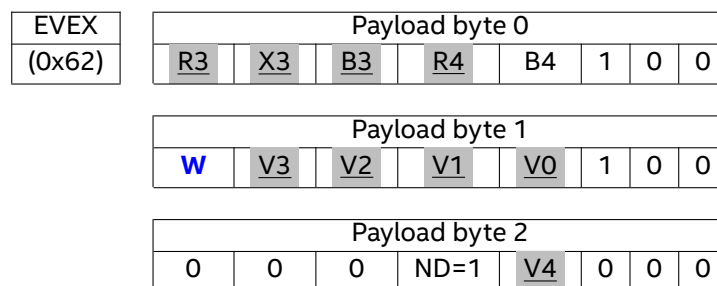 EVEX Payload byte 0
(0x62) R3 X3 B3 R4 B4 1 0 0
Payload byte 1
W V3 V2 V1 V0 1 0 0
Payload byte 2
0 0 0 ND=1 V4 0 0 0